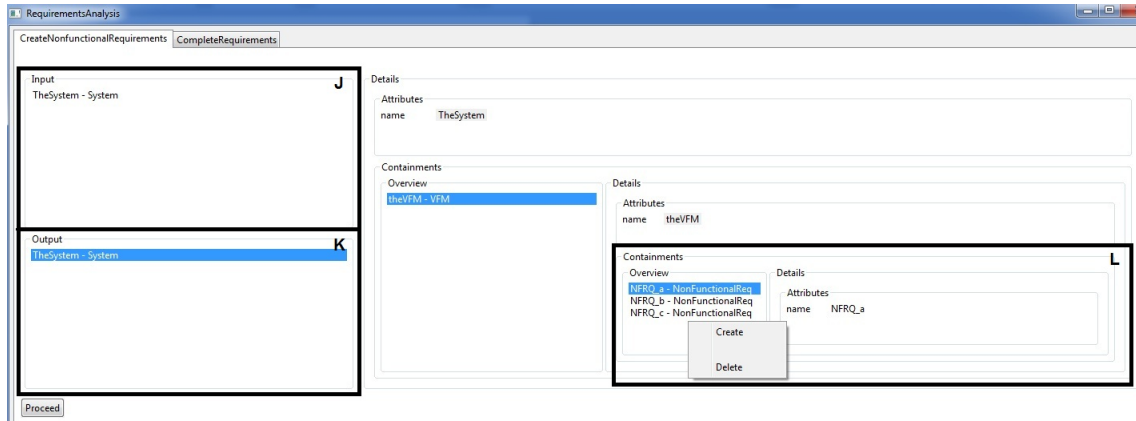 RequirementsAnalysis
CreateNonfunctionalRequirements CompleteRequirements
Input
J
TheSystem - System
Output
K
TheSystem - System
Proceed
Details
Attributes
name TheSystem
Containments
Overview
theVFM - VFM
Details
Attributes
name theVFM
Containments
L
Overview
NFRQ_a - NonFunctionalReq
NFRQ_b - NonFunctionalReq
NFRQ_c - NonFunctionalReq
Create
Delete
Details
Attributes
name NFRQ_a